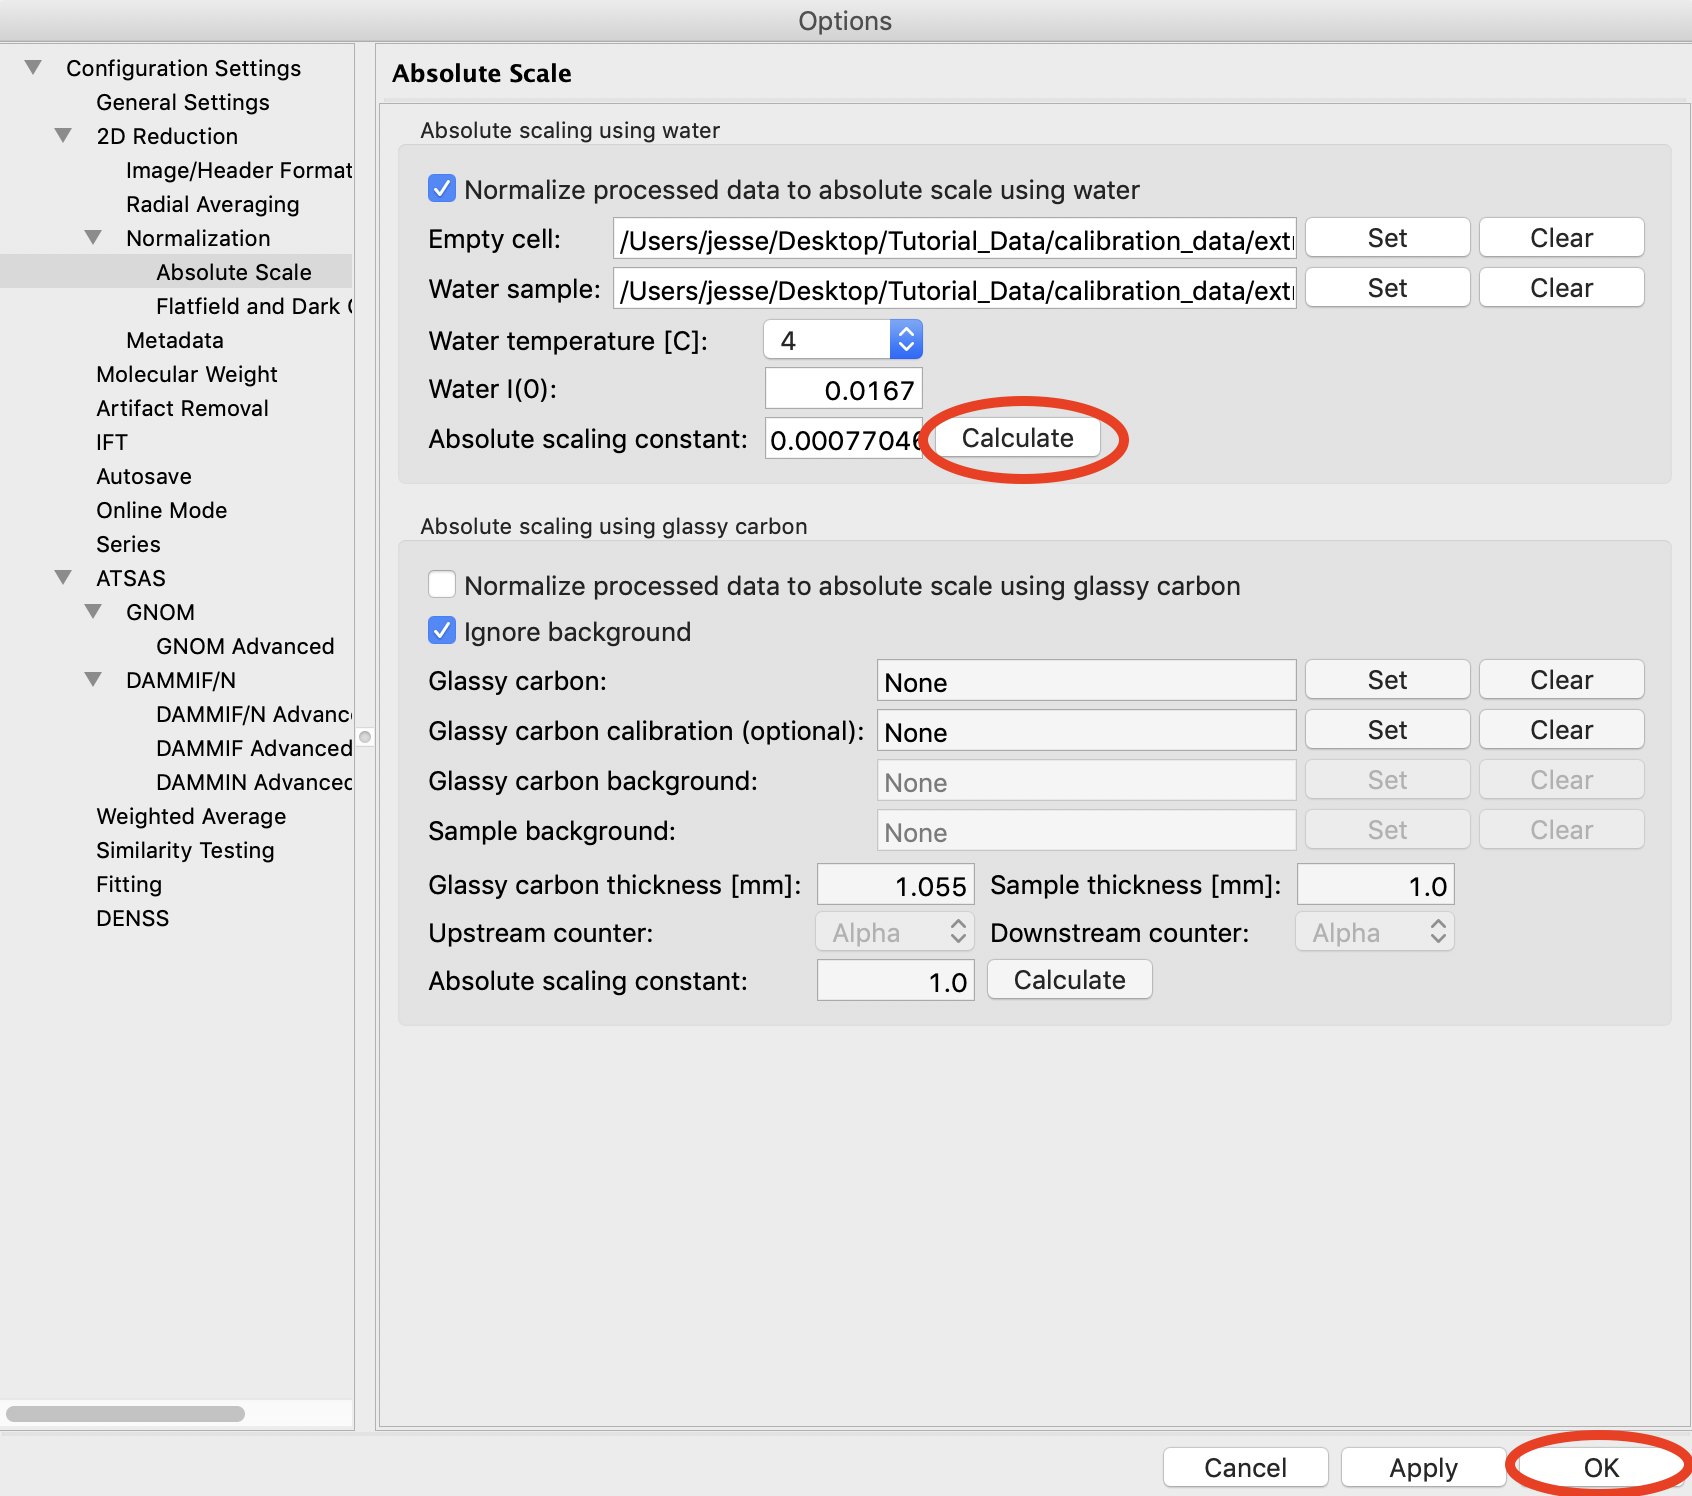 Options
Configuration Settings
General Settings
2D Reduction
Image/Header Format
Radial Averaging
Normalization
Absolute Scale
Flatfield and Dark
Metadata
Molecular Weight
Artifact Removal
IFT
Autosave
Online Mode
Series
ATSAS
GNOM
GNOM Advanced
DAMMIF/N
DAMMIF/N Advanc
DAMMIF Advanced
DAMMIN Advanced
Weighted Average
Similarity Testing
Fitting
DENSS
Absolute Scale
Absolute scaling using water
Normalize processed data to absolute scale using water
Empty cell: /Users/jesse/Desktop/Tutorial_Data/calibration_data/extr Set Clear
Water sample: /Users/jesse/Desktop/Tutorial_Data/calibration_data/extr Set Clear
Water temperature [C]: 4
Water I(0): 0.0167
Absolute scaling constant: 0.00077046 Calculate
Absolute scaling using glassy carbon
Normalize processed data to absolute scale using glassy carbon
Ignore background
Glassy carbon: None Set Clear
Glassy carbon calibration (optional): None Set Clear
Glassy carbon background: None Set Clear
Sample background: None Set Clear
Glassy carbon thickness [mm]: 1.055 Sample thickness [mm]: 1.0
Upstream counter: Alpha Downstream counter: Alpha
Absolute scaling constant: 1.0 Calculate
Cancel Apply OK